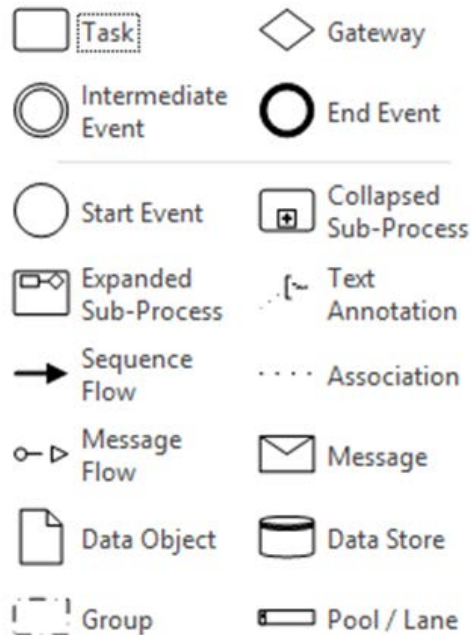 Task
Gateway
Intermediate
Event
End Event
Start Event
Collapsed
Sub-Process
Expanded
Sub-Process
Text
Annotation
Sequence
Flow
Association
Message
Flow
Message
Data Object
Data Store
Group
Pool / Lane